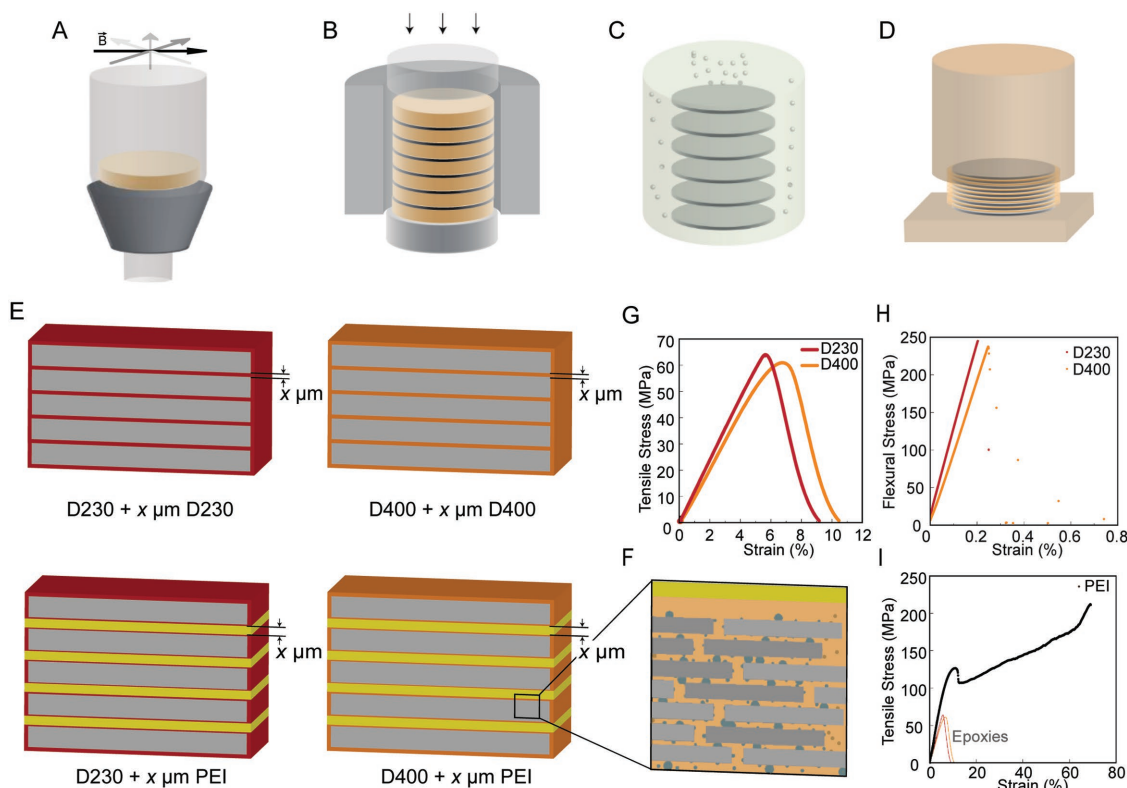 A
B
C
D
B
E
x µm
x µm
D230 + x µm D230
D400 + x µm D400
x µm
x µm
D230 + x µm PEI
D400 + x µm PEI
G
Tensile Stress (MPa)
70
60
50
40
30
20
10
0
0 2 4 6 8 10 12
Strain (%)
D230
D400
F
H
Flexural Stress (MPa)
250
200
150
100
50
0
0 0.2 0.4 0.6 0.8
Strain (%)
D230
D400
I
Tensile Stress (MPa)
250
200
150
100
50
0
0 20 40 60 80
Strain (%)
PEI
Epoxies